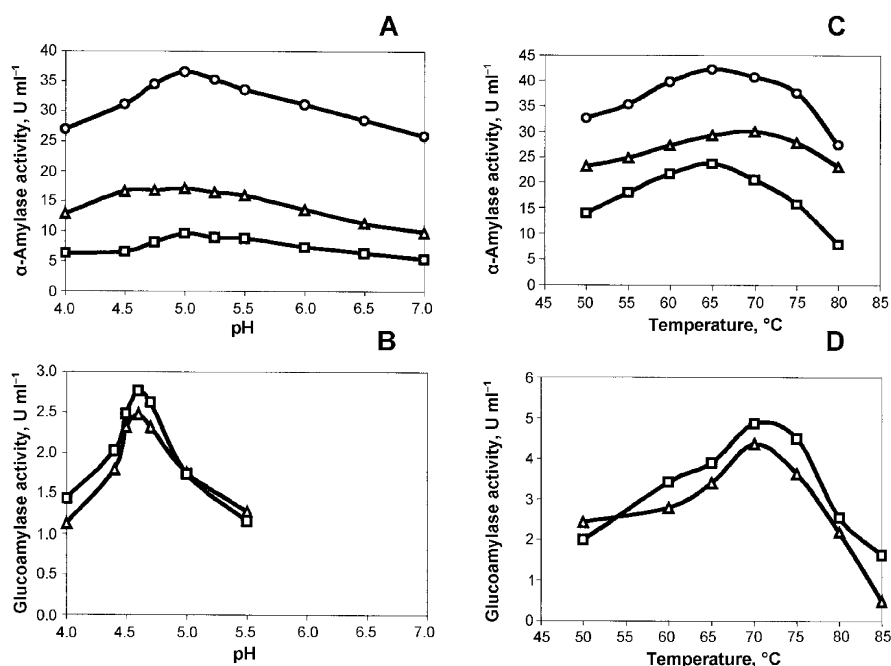 A
α-Amylase activity, U ml⁻¹
40
35
30
25
20
15
10
5
0
4.0 4.5 5.0 5.5 6.0 6.5 7.0
pH
C
α-Amylase activity, U ml⁻¹
45
40
35
30
25
20
15
10
5
0
45 50 55 60 65 70 75 80 85
Temperature, °C
B
Glucoamylase activity, U ml⁻¹
3.0
2.5
2.0
1.5
1.0
0.5
0.0
4.0 4.5 5.0 5.5 6.0 6.5 7.0
pH
D
Glucoamylase activity, U ml⁻¹
6
5
4
3
2
1
0
45 50 55 60 65 70 75 80 85
Temperature, °C